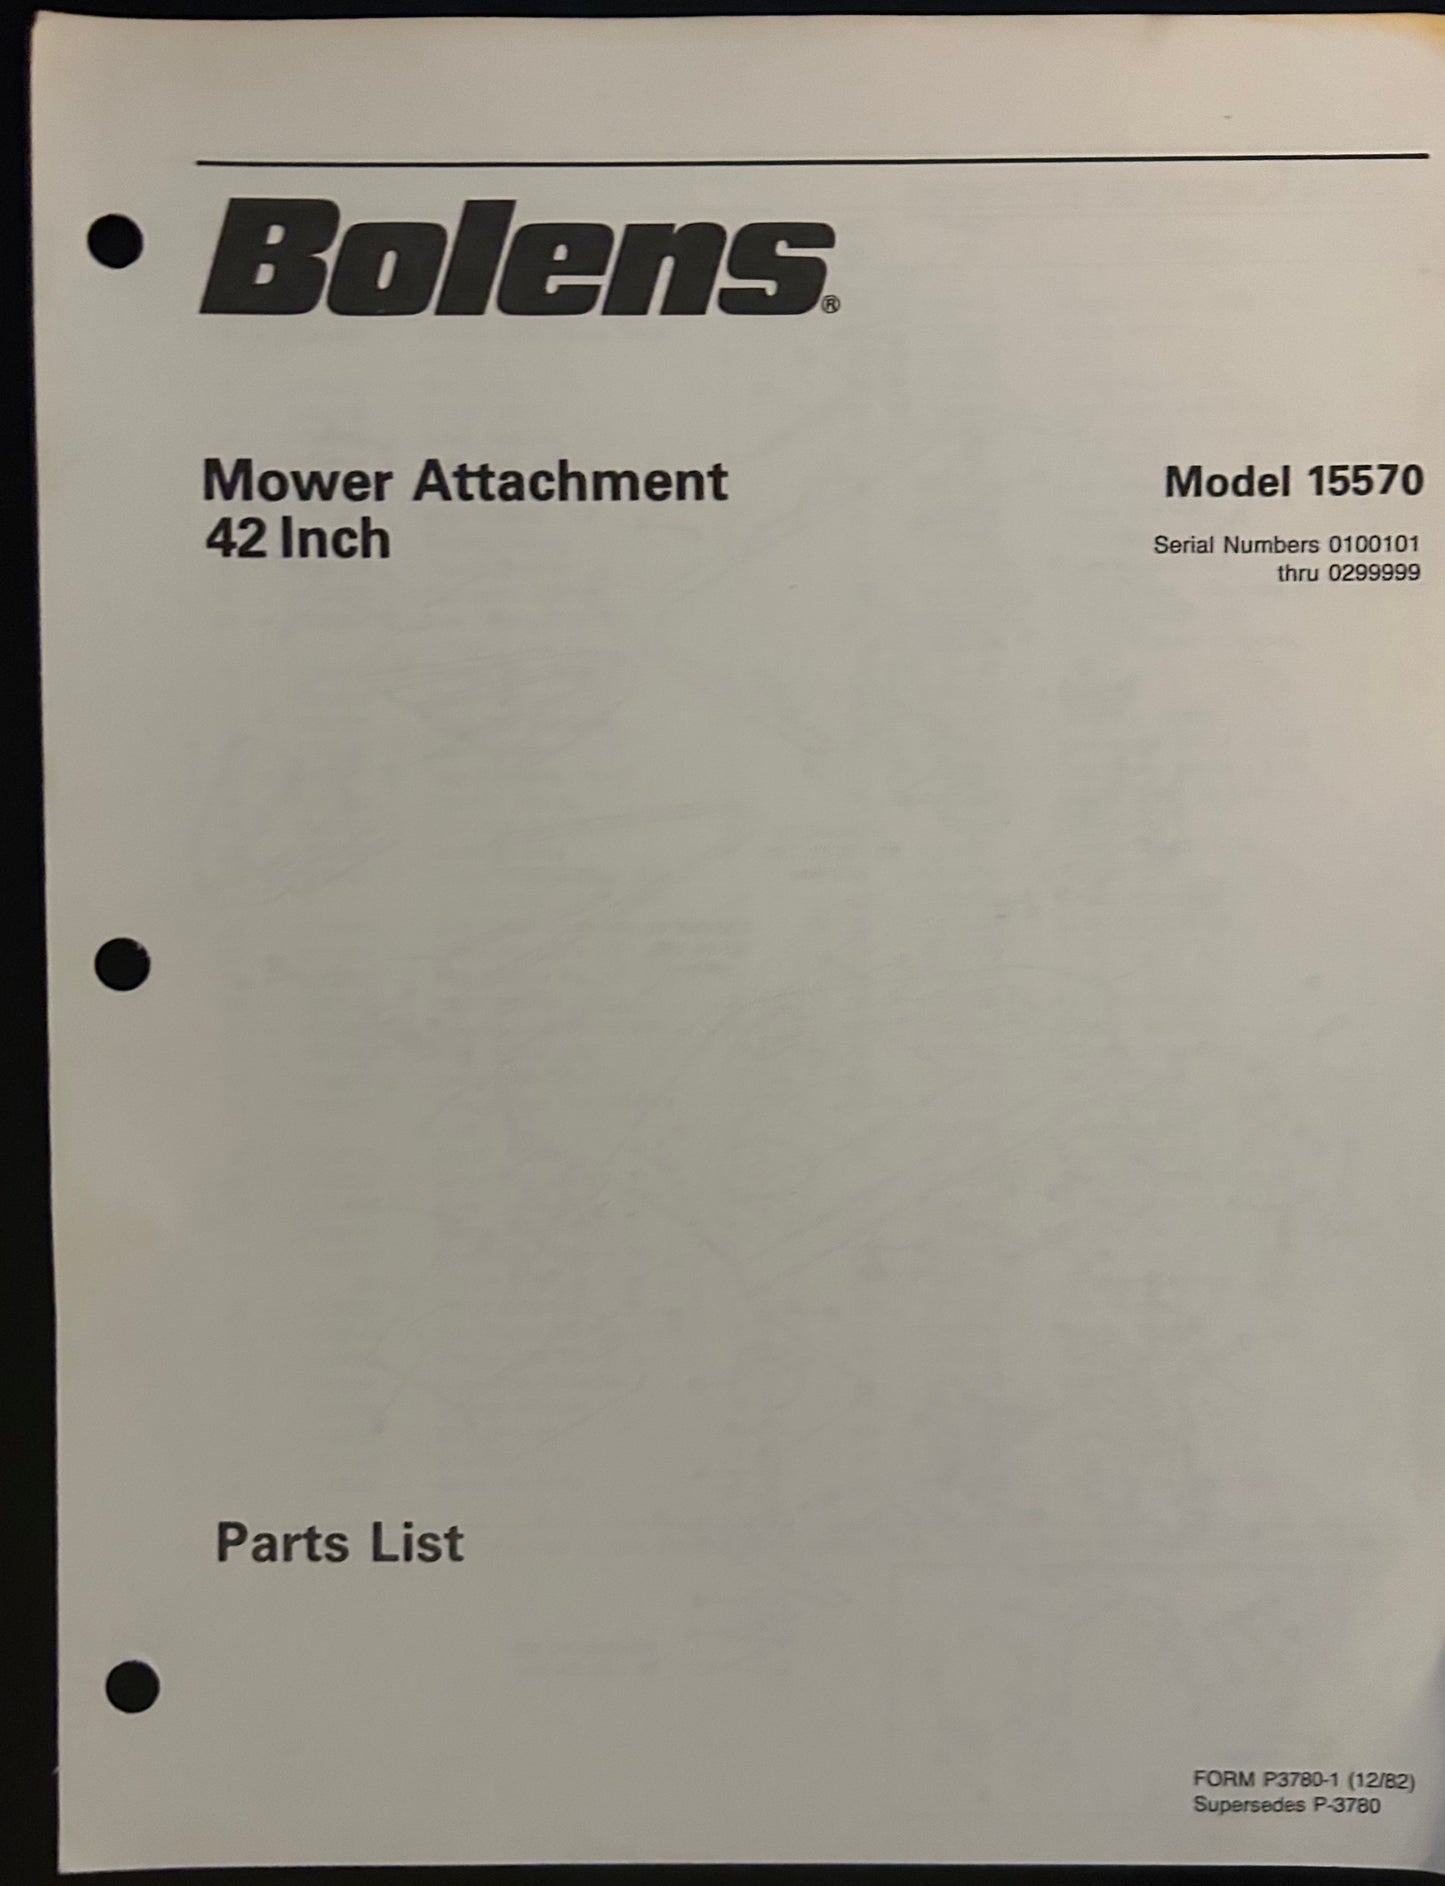 Bolens®
Mower Attachment
42 Inch
Model 15570
Serial Numbers 0100101
thru 0299999
Parts List
FORM P3780-1 (12/82)
Supersedes P-3780